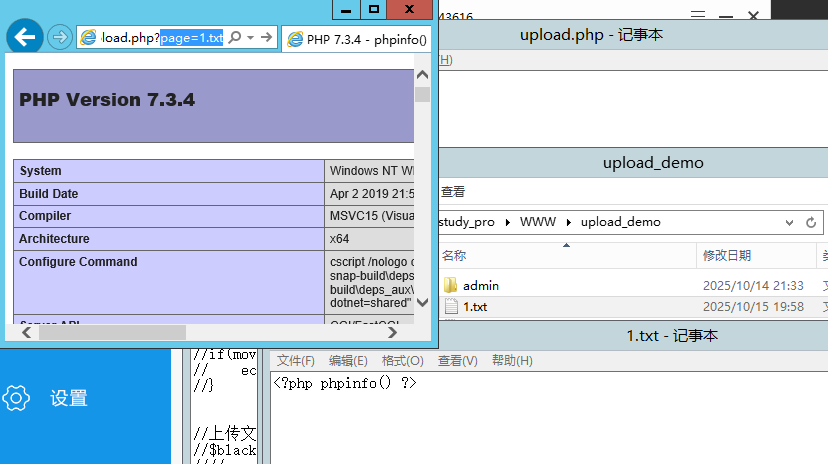 43616
upload.php - 记事本
load.php?page=1.txt
PHP 7.3.4 - phpinfo()
(H)
PHP Version 7.3.4
System
Windows NT
Build Date
Apr 2 2019 21:5
Compiler
MSVC15 (Visua
Architecture
x64
Configure Command
cscript /nologo
snap-build\deps
build\deps_aux\
dotnet=shared"
upload_demo
查看
study_pro
WWW
upload_demo
名称
修改日期
admin
2025/10/14 21:33
1.txt
2025/10/15 19:58
1.txt - 记事本
文件(F) 编辑(E) 格式(O) 查看(V) 帮助(H)
<?php phpinfo() ?>
//if(mov
// ec
//}
//上传文
//$black
设置